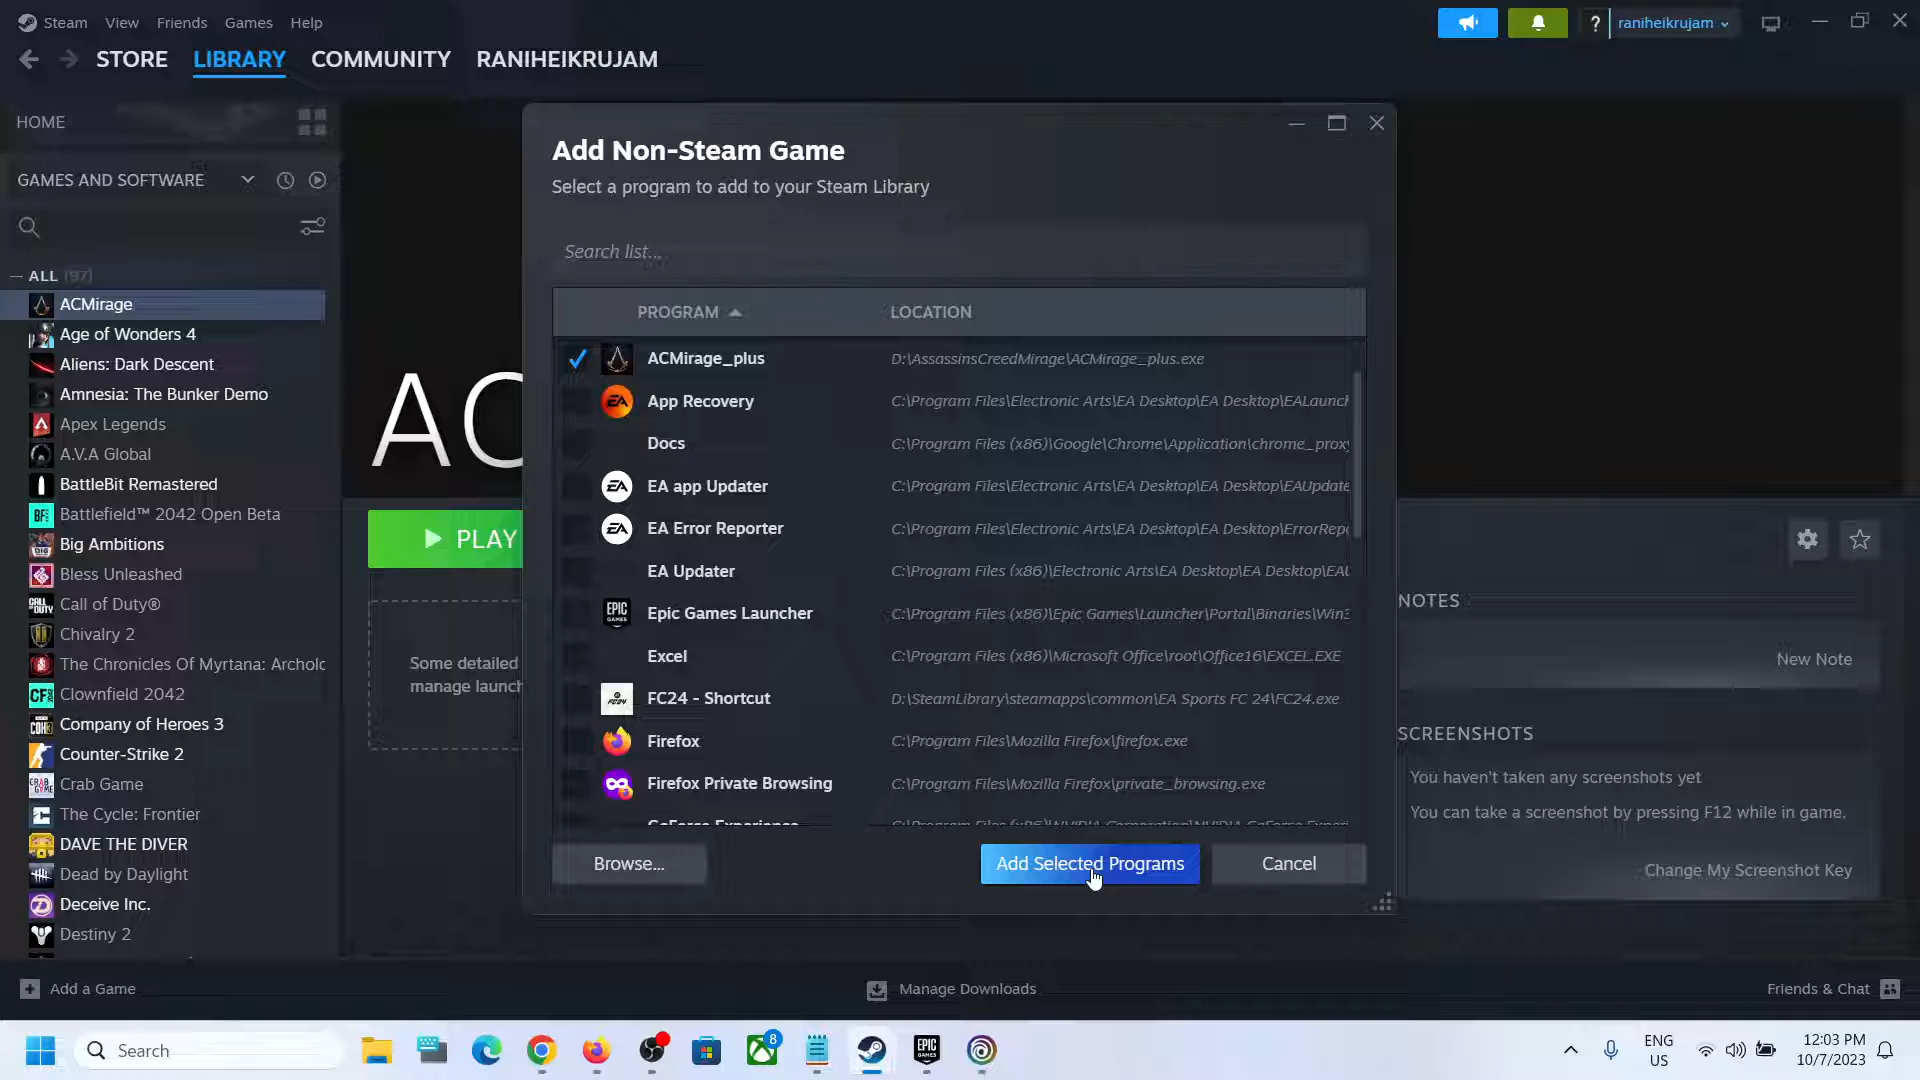 Steam View Friends Games Help
? raniheikrujam
STORE LIBRARY COMMUNITY RANIHEIKRUJAM
HOME
GAMES AND SOFTWARE
— ALL (97)
ACMirage
Age of Wonders 4
Aliens: Dark Descent
Amnesia: The Bunker Demo
Apex Legends
A.V.A Global
BattleBit Remastered
Battlefield™ 2042 Open Beta
Big Ambitions
Bless Unleashed
Call of Duty®
Chivalry 2
The Chronicles Of Myrtana: Archolo
Clownfield 2042
Company of Heroes 3
Counter-Strike 2
Crab Game
The Cycle: Frontier
DAVE THE DIVER
Dead by Daylight
Deceive Inc.
Destiny 2
AC
PLAY
Some detailed
manage launch
Add Non-Steam Game
Select a program to add to your Steam Library
Search list...
PROGRAM LOCATION
ACMirage_plus D:\AssassinsCreedMirage\ACMirage_plus.exe
App Recovery C:\Program Files\Electronic Arts\EA Desktop\EA Desktop\EALaunch
Docs C:\Program Files (x86)\Google\Chrome\Application\chrome_proxy
EA app Updater C:\Program Files\Electronic Arts\EA Desktop\EA Desktop\EAUpdate
EA Error Reporter C:\Program Files\Electronic Arts\EA Desktop\EA Desktop\ErrorRepo
EA Updater C:\Program Files (x86)\Electronic Arts\EA Desktop\EA Desktop\EAU
Epic Games Launcher C:\Program Files (x86)\Epic Games\Launcher\Portal\Binaries\Win3
Excel C:\Program Files (x86)\Microsoft Office\root\Office16\EXCEL.EXE
FC24 - Shortcut D:\SteamLibrary\steamapps\common\EA Sports FC 24\FC24.exe
Firefox C:\Program Files\Mozilla Firefox\firefox.exe
Firefox Private Browsing C:\Program Files\Mozilla Firefox\private_browsing.exe
GeForce Experience C:\Program Files (x86)\NVIDIA Corporation\NVIDIA GeForce Experi
Browse... Add Selected Programs Cancel
NOTES
New Note
SCREENSHOTS
You haven't taken any screenshots yet
You can take a screenshot by pressing F12 while in game.
Change My Screenshot Key
Add a Game Manage Downloads Friends & Chat
Search
8
ENG
US
12:03 PM
10/7/2023